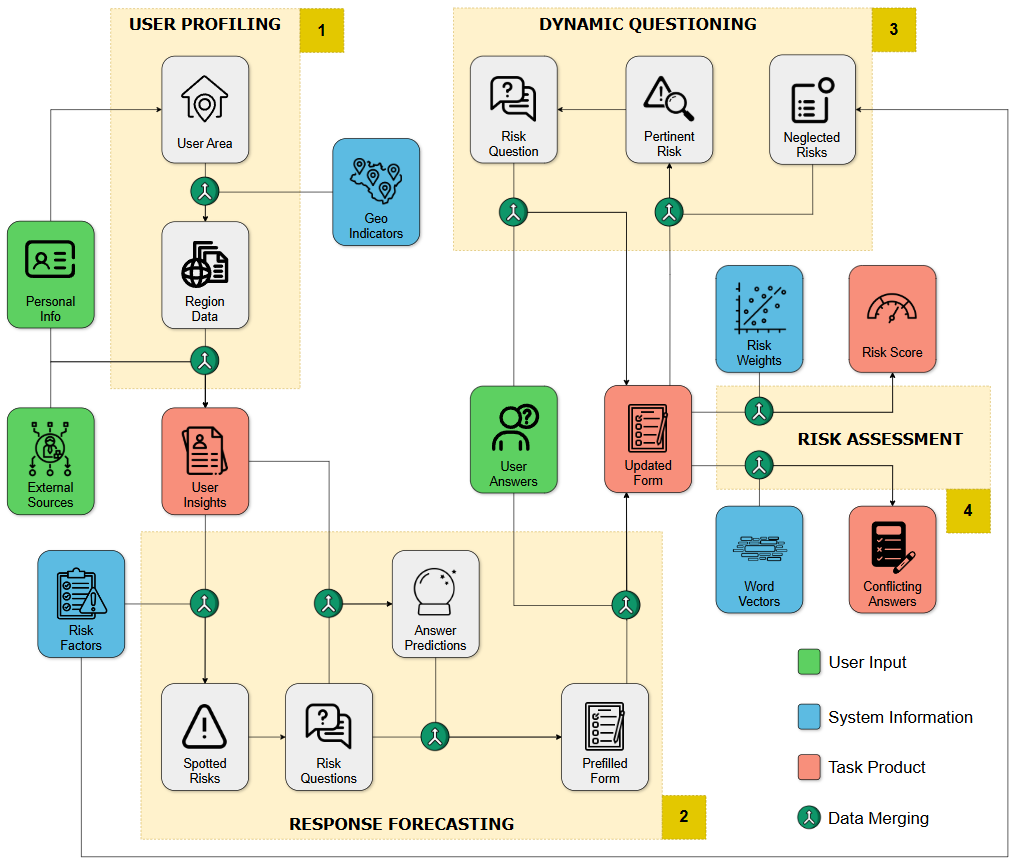 USER PROFILING
1
User Area
Geo
Indicators
Personal
Info
Region
Data
External
Sources
User
Insights
DYNAMIC QUESTIONING
3
Risk
Question
Pertinent
Risk
Neglected
Risks
Risk
Weights
Risk Score
User
Answers
Updated
Form
RISK ASSESSMENT
4
Word
Vectors
Conflicting
Answers
Risk
Factors
Answer
Predictions
Spotted
Risks
Risk
Questions
Prefilled
Form
RESPONSE FORECASTING
2
User Input
System Information
Task Product
Data Merging